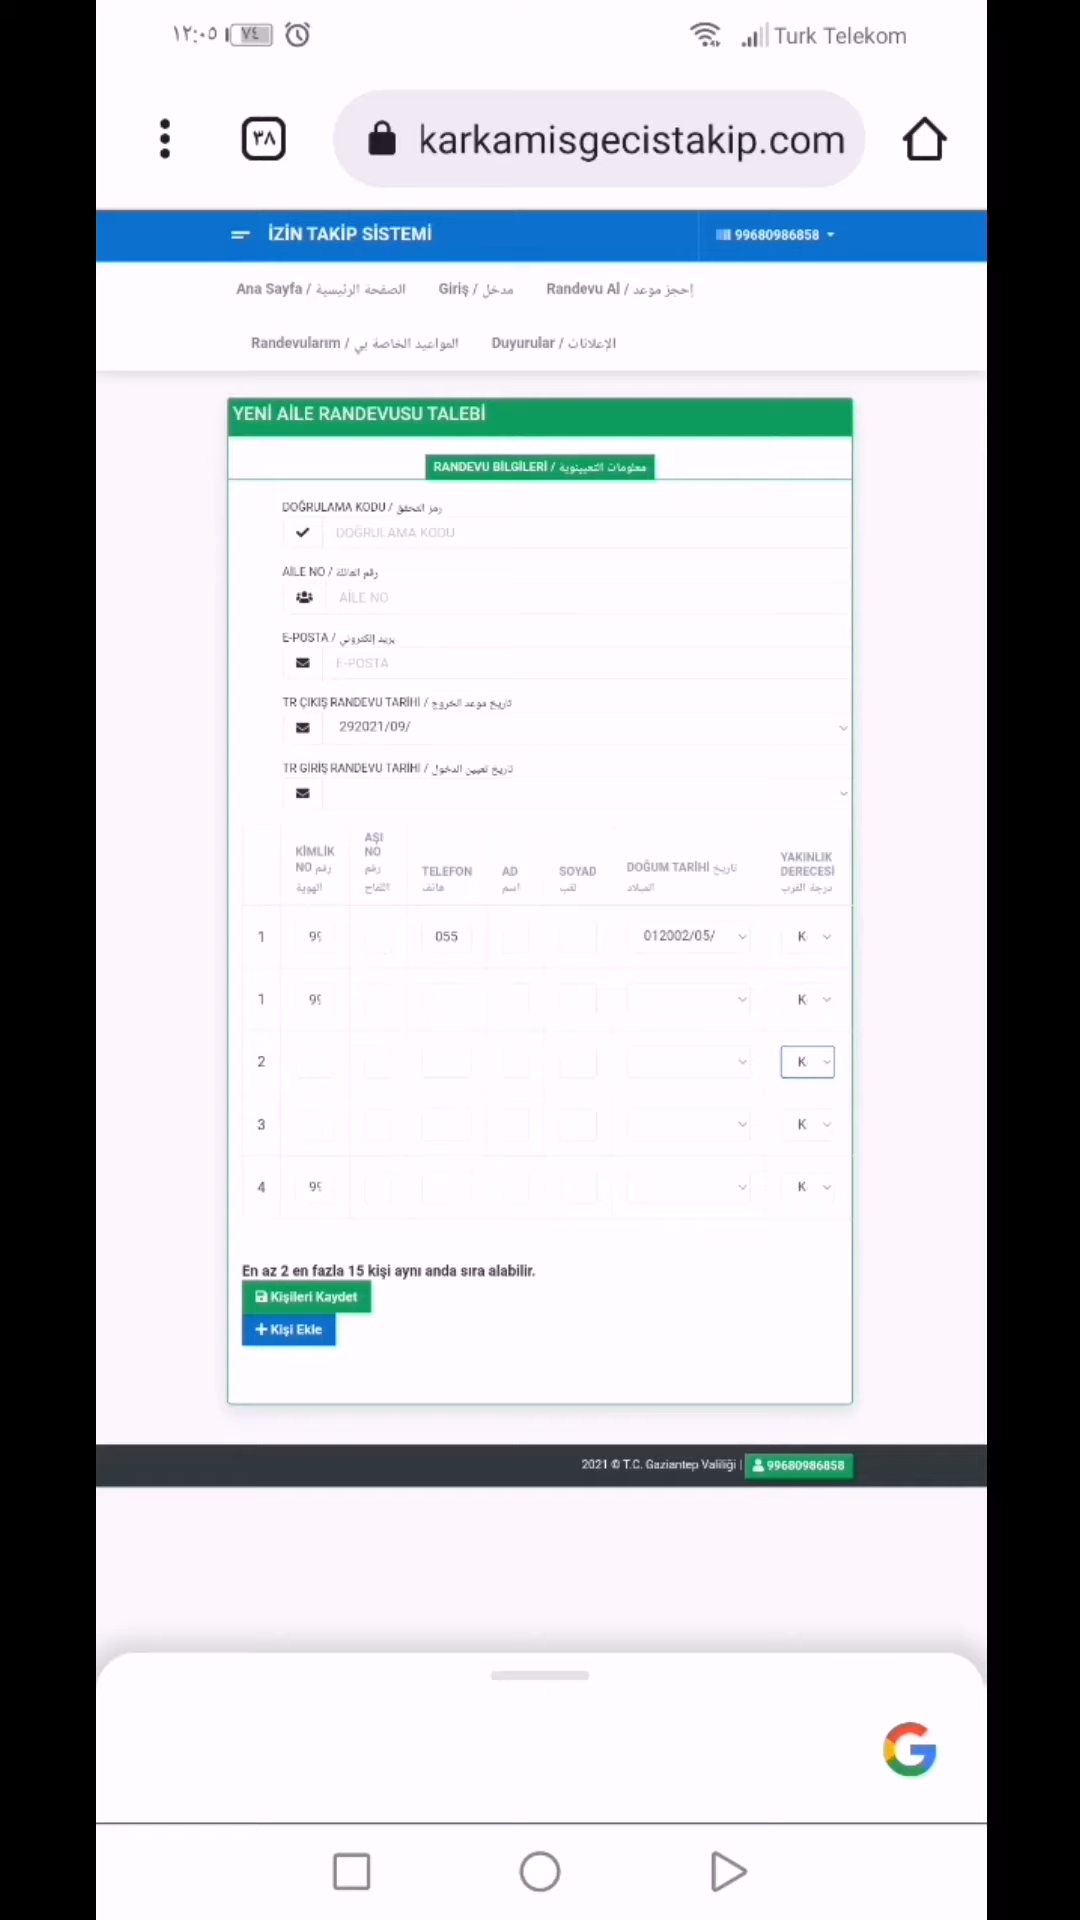 ١٢:٠٥ ٧٤ Turk Telekom
٣٨ karkamisgecistakip.com
İZİN TAKİP SİSTEMİ 99680986858
Ana Sayfa / الصفحة الرئيسية Giriş / مدخل Randevu Al / إحجز موعد
Randevularım / المواعيد الخاصة بي Duyurular / الإعلانات
YENİ AİLE RANDEVUSU TALEBİ
RANDEVU BİLGİLERİ / معلومات التعيينوية
DOĞRULAMA KODU / رمز التحقق
DOĞRULAMA KODU
AİLE NO / رقم العائلة
AİLE NO
E-POSTA / بريد إلكتروني
E-POSTA
TR ÇIKIŞ RANDEVU TARİHİ / تاريخ موعد الخروج
292021/09/
TR GİRİŞ RANDEVU TARİHİ / تاريخ تعيين الدخول
KİMLİK NO رقم الهوية AŞI NO رقم اللقاح TELEFON هاتف AD اسم SOYAD لقب DOĞUM TARİHİ تاريخ الميلاد YAKINLIK DERECESİ درجة القرب
1 99 055 012002/05/ K
1 99 K
2 K
3 K
4 99 K
En az 2 en fazla 15 kişi aynı anda sıra alabilir.
Kişileri Kaydet
+ Kişi Ekle
2021 © T.C. Gaziantep Valiliği | 99680986858